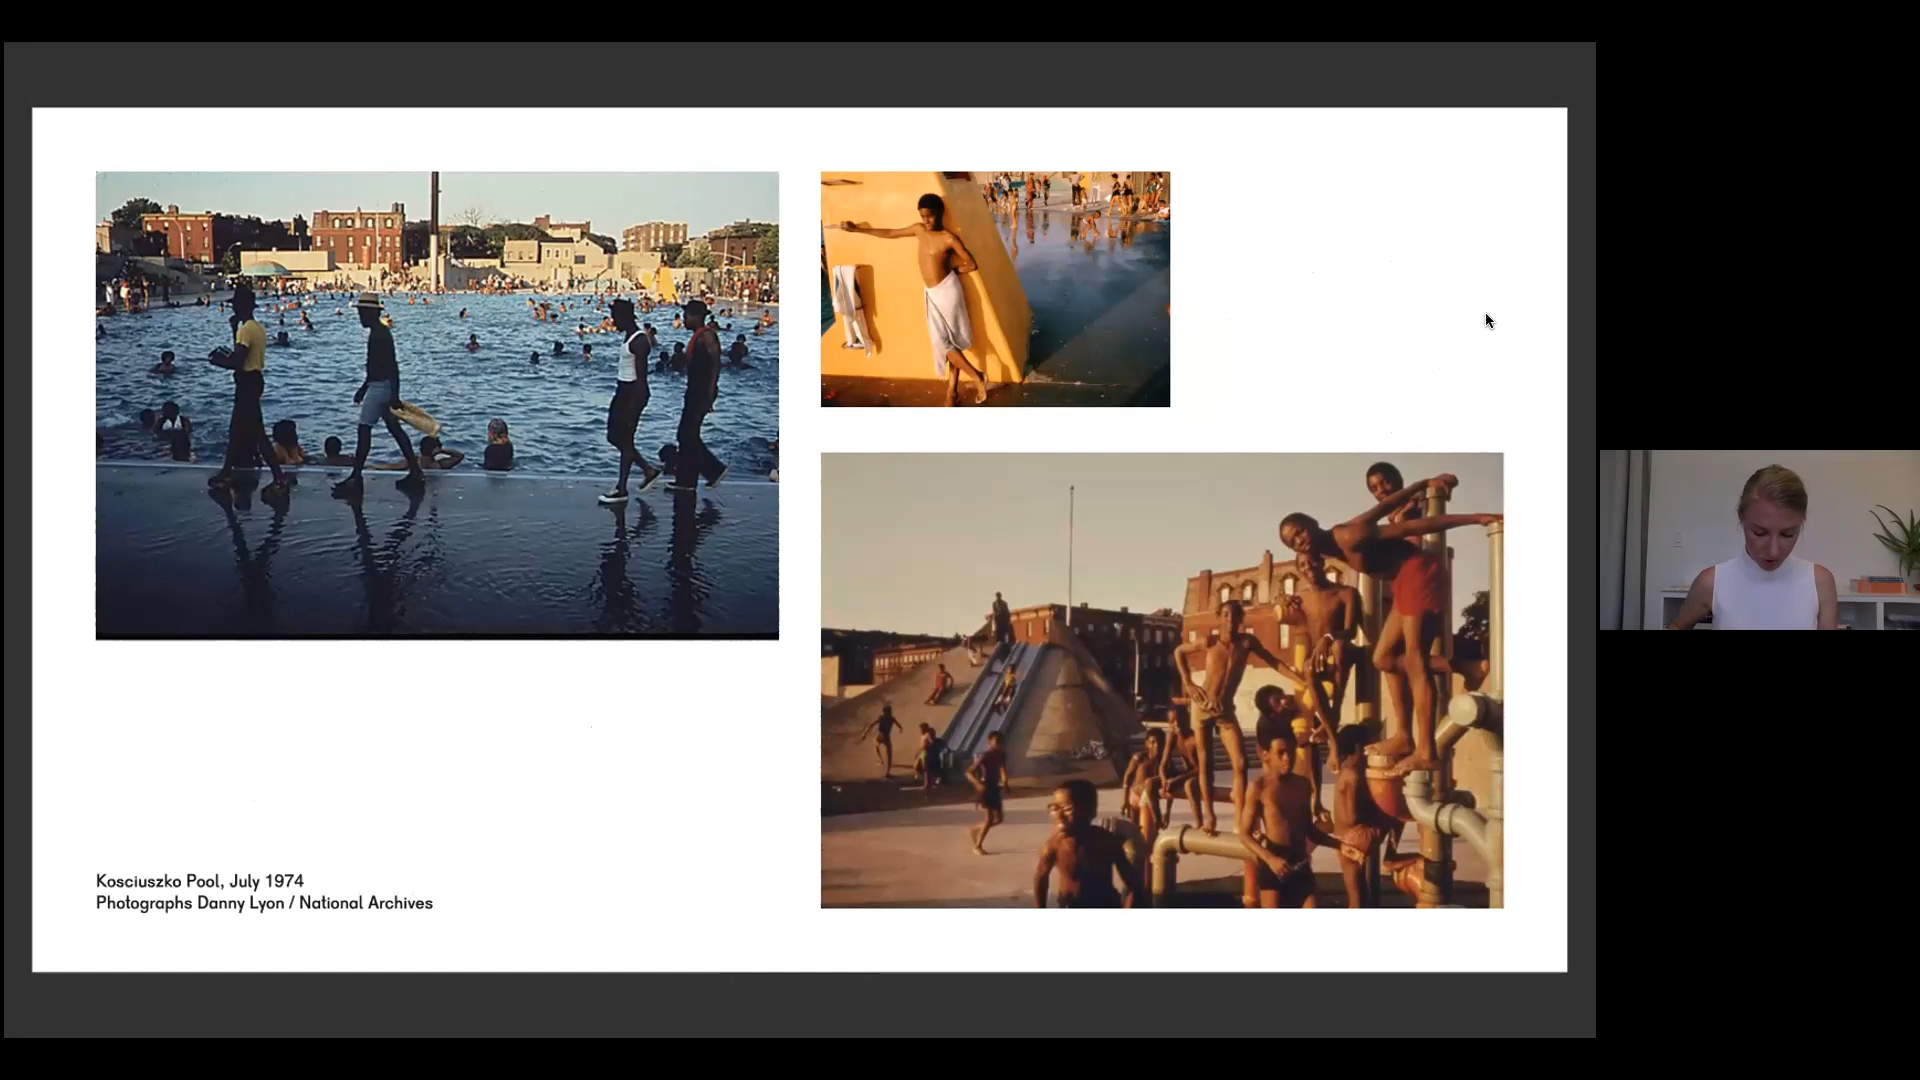 Kosciuszko Pool, July 1974
Photographs Danny Lyon / National Archives